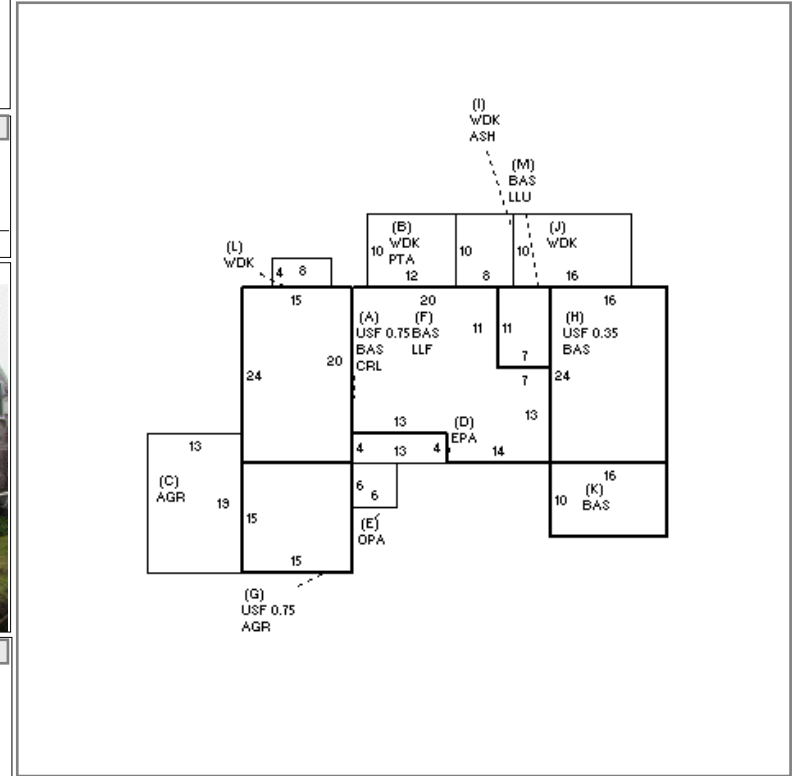 (I)
WDK
ASH
(M)
BAS
LLU
(B)
WDK
PTA
10
12
10
8
10
(J)
WDK
16
(L)
WDK
4 8
15
20
24
20
(A)
USF 0.75
BAS
CRL
(F)
BAS
LLF
11
11
7
7
13
16
(H)
USF 0.35
BAS
24
13
(D)
EPA
4 13 4
14
13
(C)
AGR
19
15
15
6
6
(E)
OPA
16
10
(K)
BAS
(G)
USF 0.75
AGR